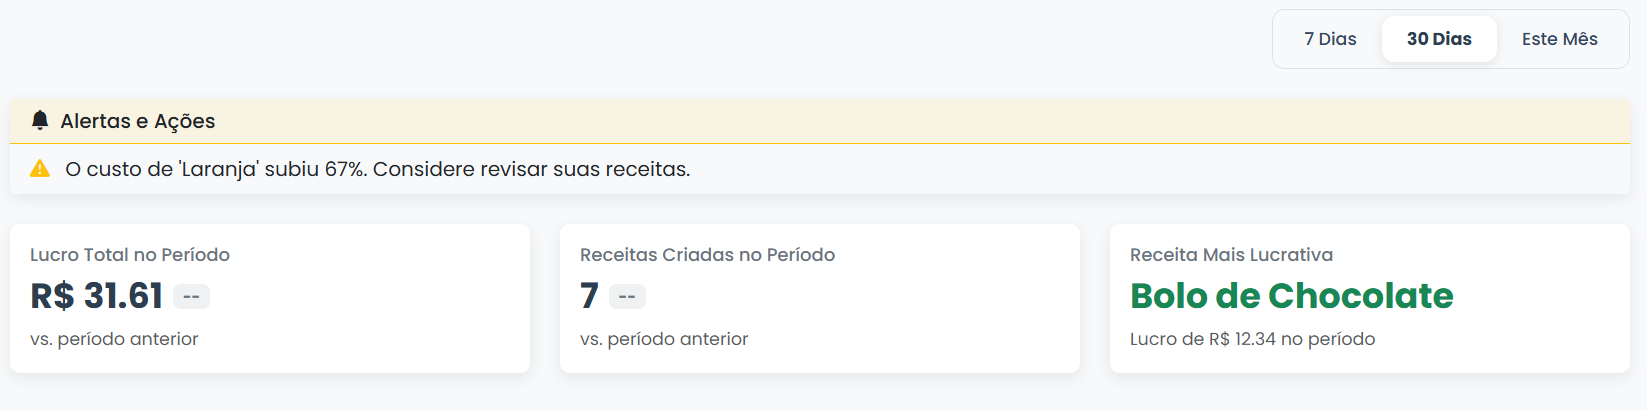 7 Dias
30 Dias
Este Mês
Alertas e Ações
O custo de 'Laranja' subiu 67%. Considere revisar suas receitas.
Lucro Total no Período
R$ 31.61 --
vs. período anterior
Receitas Criadas no Período
7 --
vs. período anterior
Receita Mais Lucrativa
Bolo de Chocolate
Lucro de R$ 12.34 no período